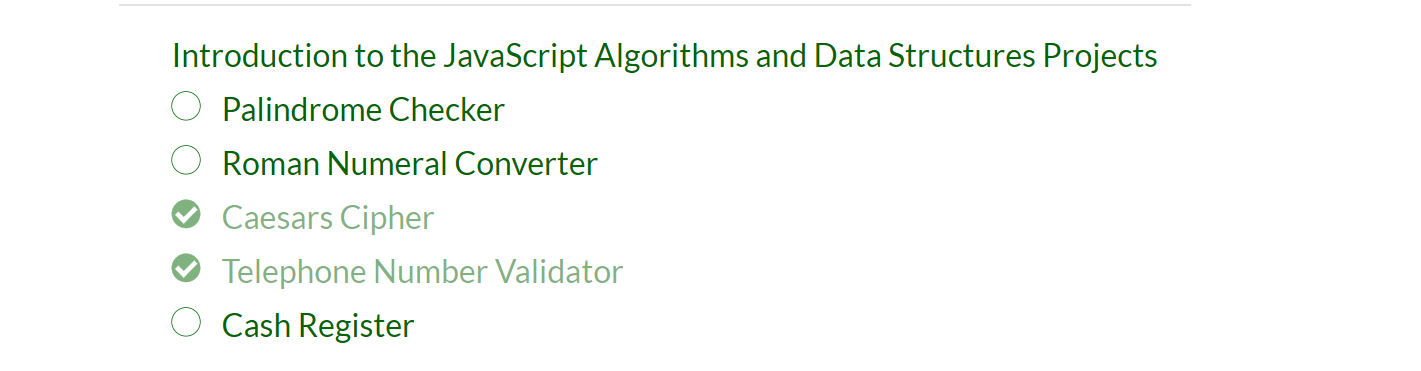 Introduction to the JavaScript Algorithms and Data Structures Projects
Palindrome Checker
Roman Numeral Converter
Caesars Cipher
Telephone Number Validator
Cash Register